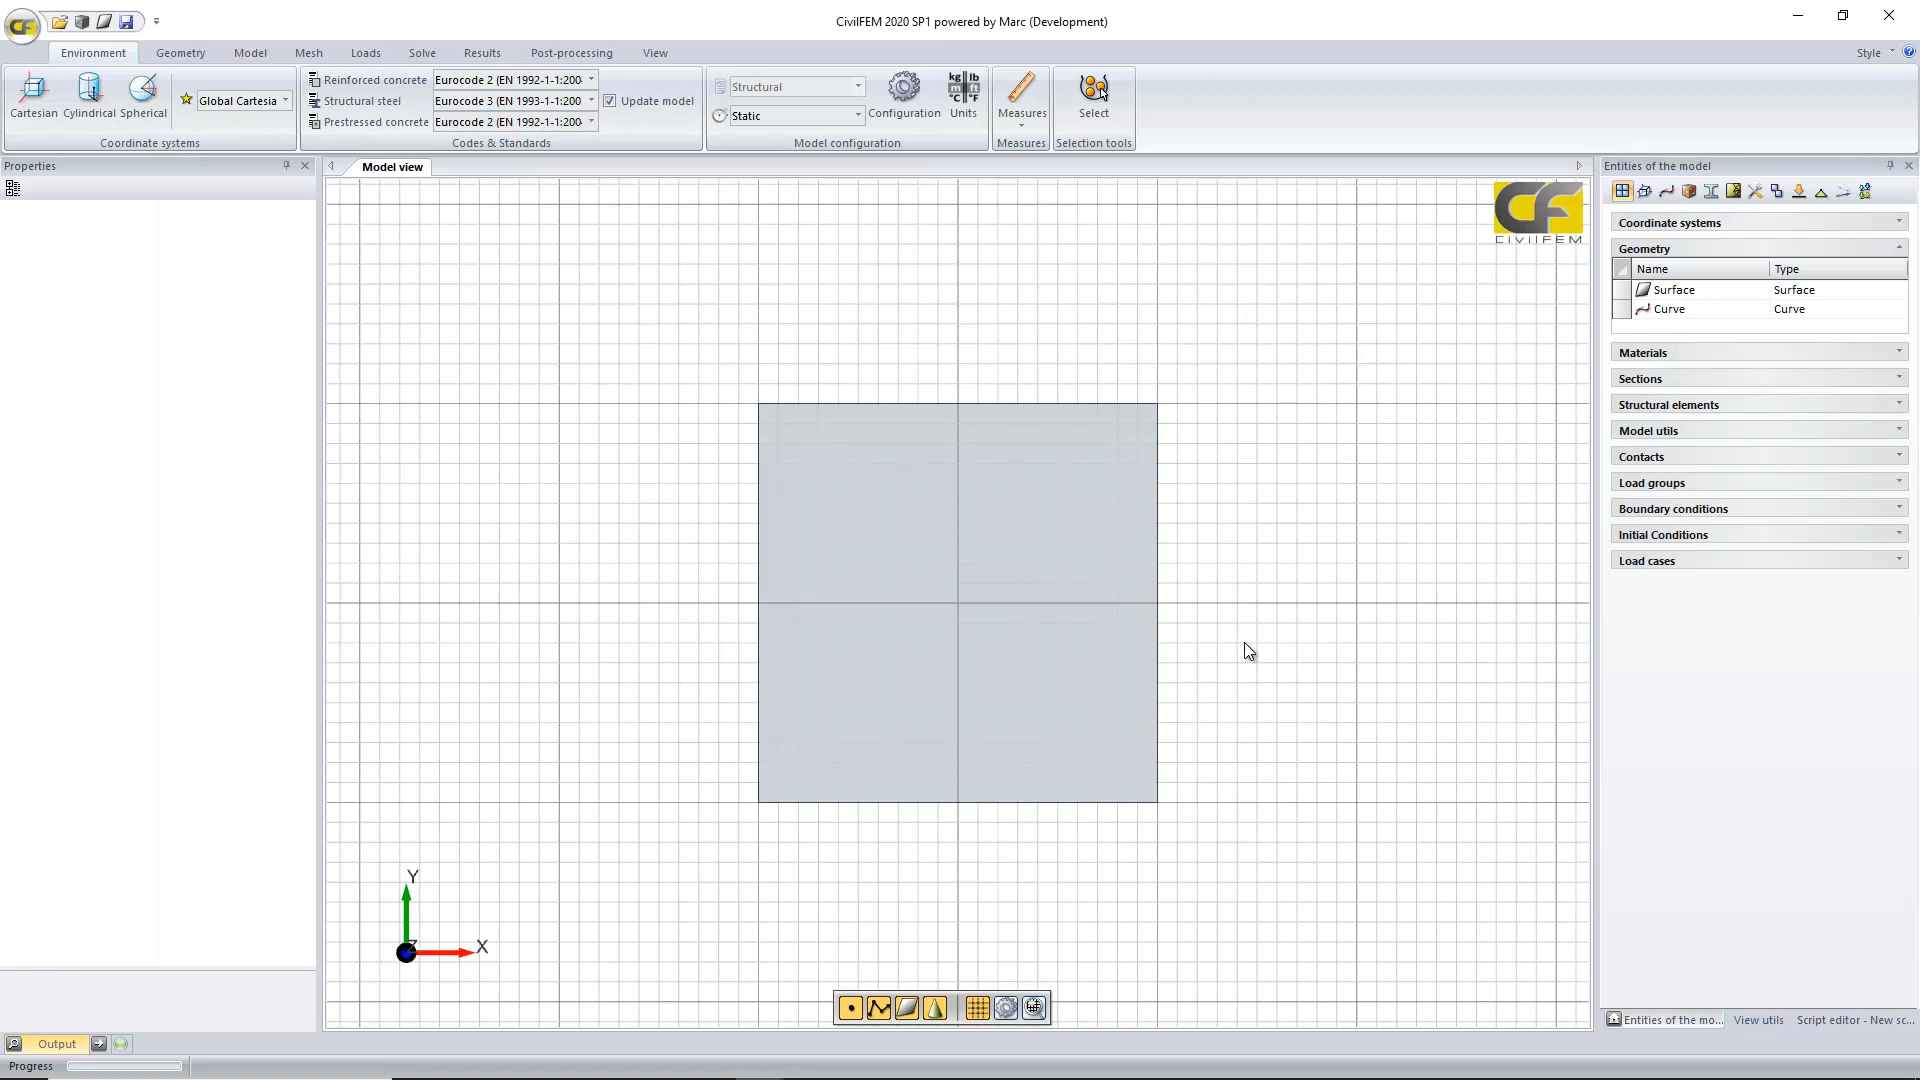 CivilFEM 2020 SP1 powered by Marc (Development)
Environment Geometry Model Mesh Loads Solve Results Post-processing View Style
Cartesian Cylindrical Spherical
Global Cartesia
Coordinate systems
Reinforced concrete Eurocode 2 (EN 1992-1-1:200
Structural steel Eurocode 3 (EN 1993-1-1:200
Prestressed concrete Eurocode 2 (EN 1992-1-1:200
Update model
Codes & Standards
Structural
Static
Configuration
kg lb
m ft
°C °F
Units
Model configuration
Measures
Measures
Select
Selection tools
Properties
Model view
CF
CIVILFEM
Y
Z
X
Entities of the model
Coordinate systems
Geometry
Name Type
Surface Surface
Curve Curve
Materials
Sections
Structural elements
Model utils
Contacts
Load groups
Boundary conditions
Initial Conditions
Load cases
Entities of the mo... View utils Script editor - New sc...
Output
Progress